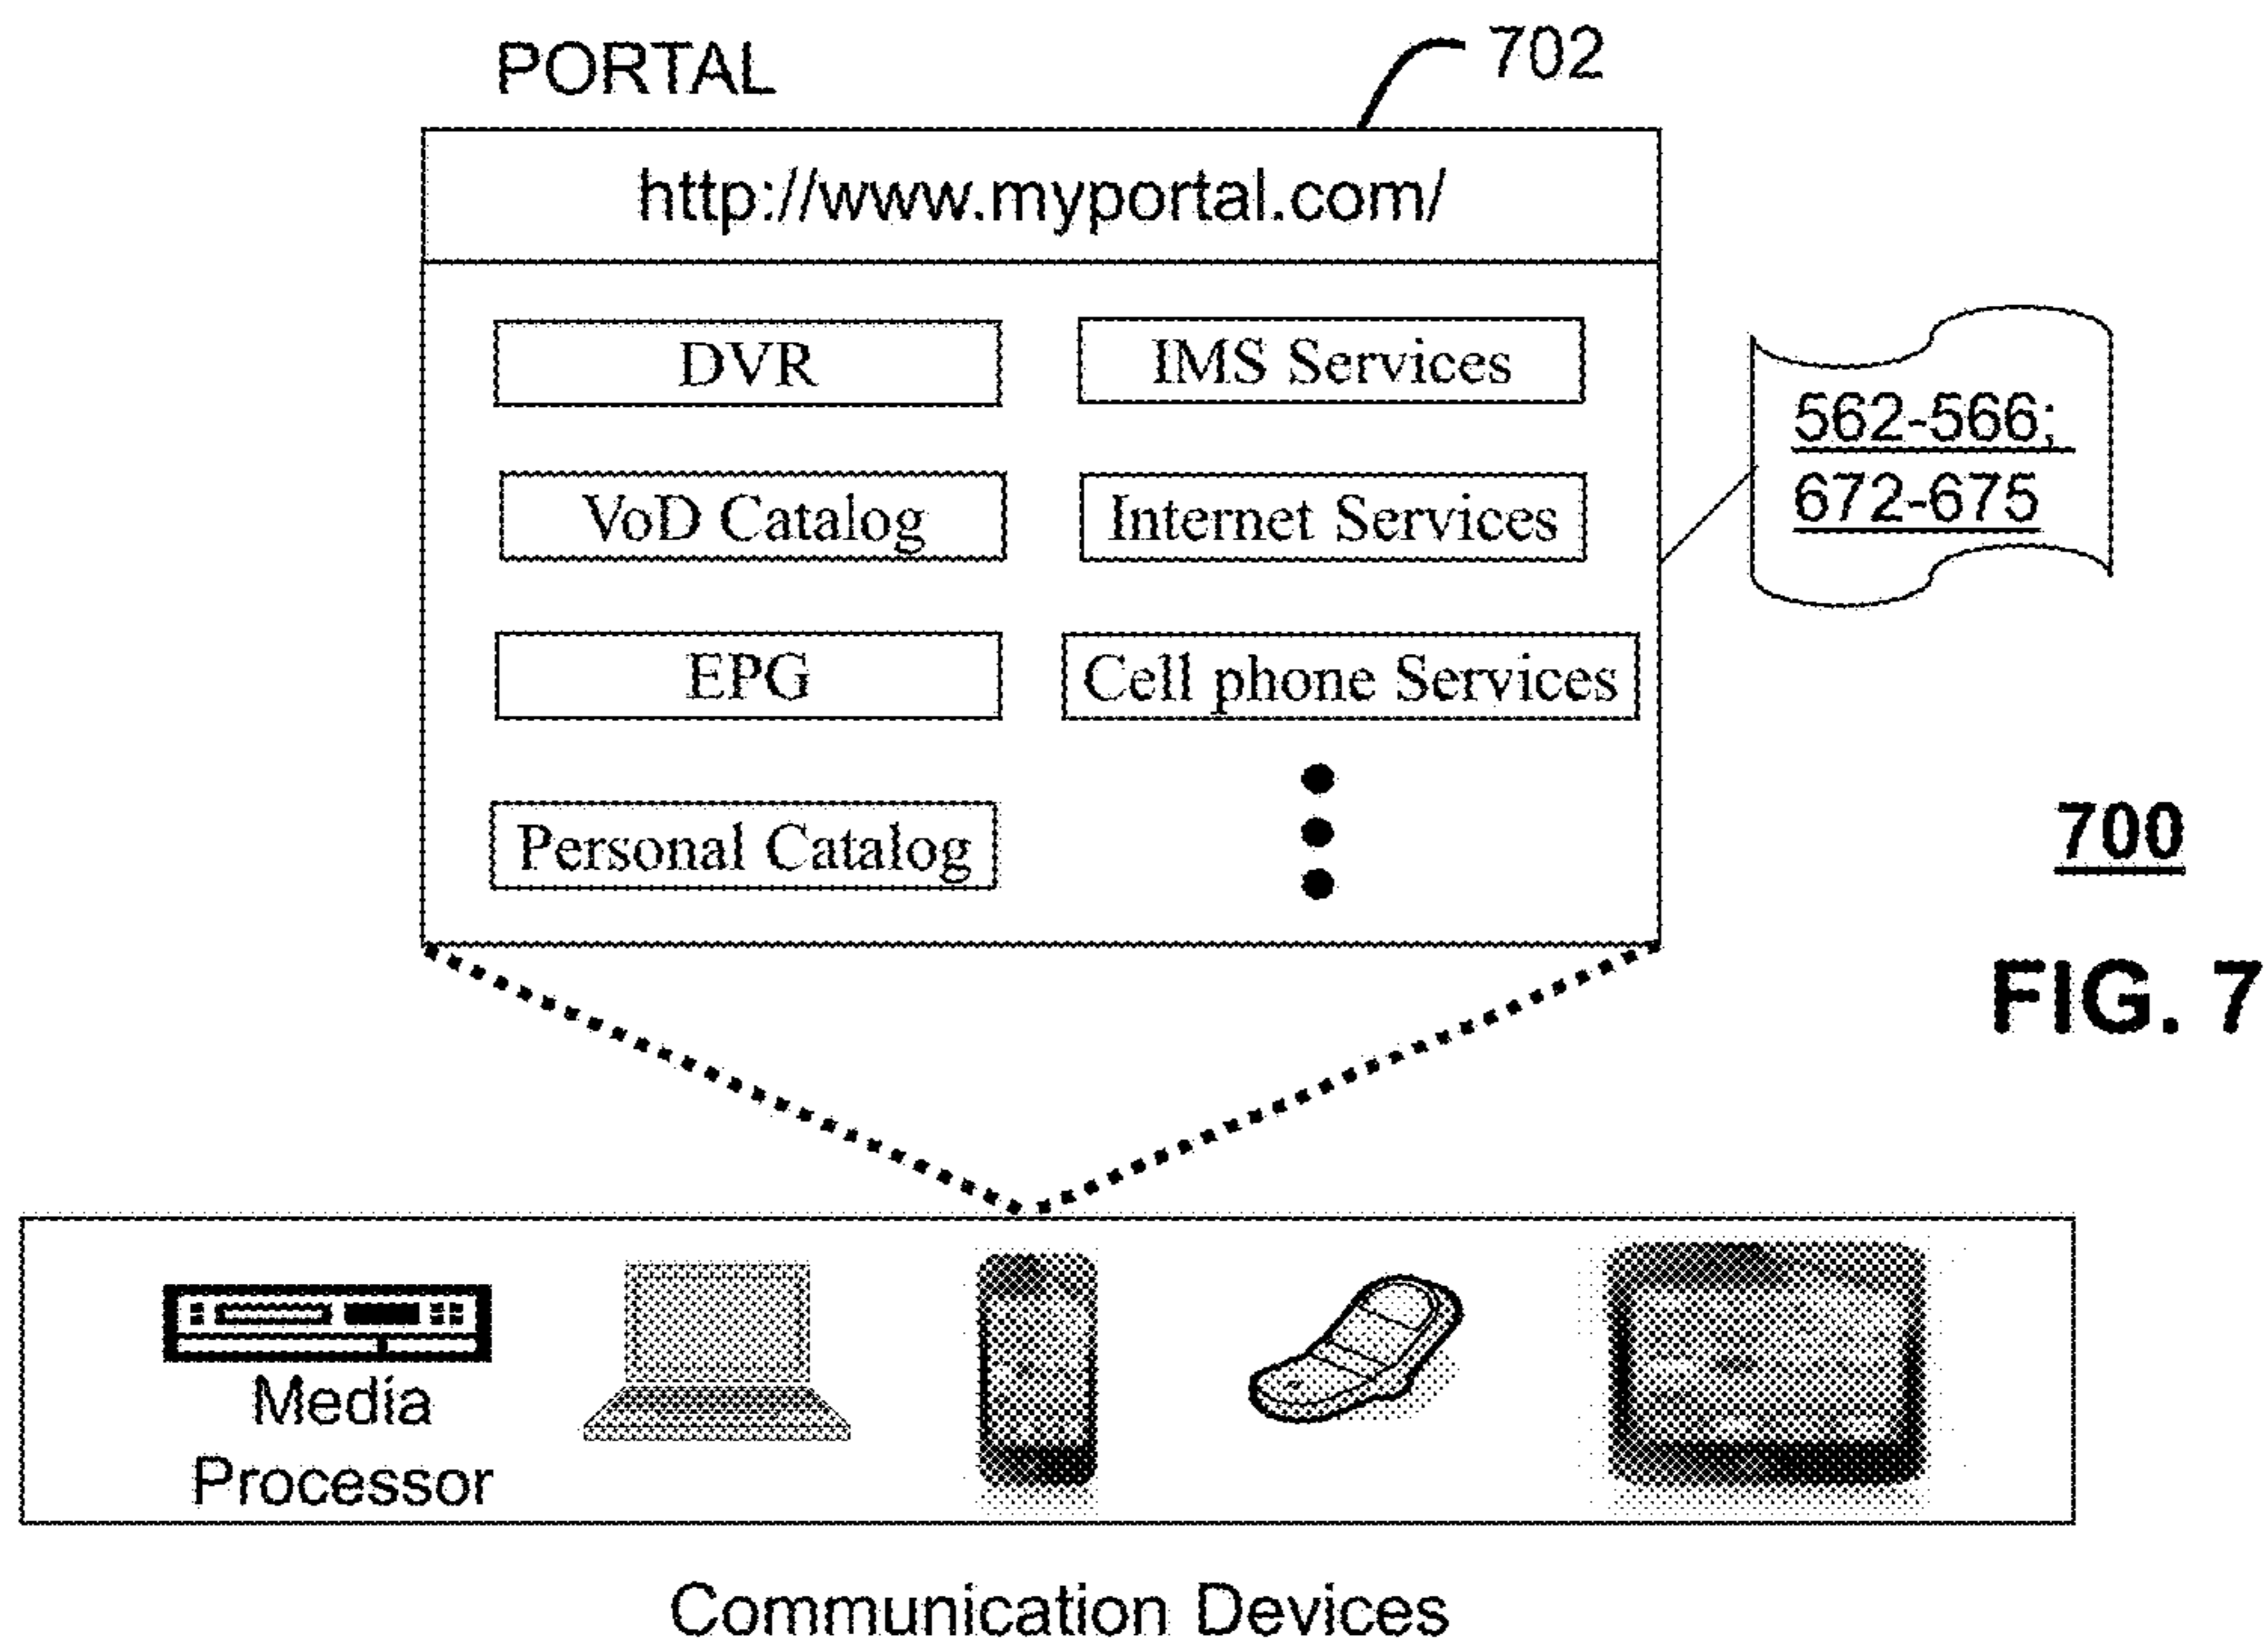 PORTAL
702
http://www.myportal.com/
DVR
IMS Services
VoD Catalog
Internet Services
EPG
Cell phone Services
Personal Catalog
562-566;
672-675
700
FIG. 7
Media
Processor
Communication Devices